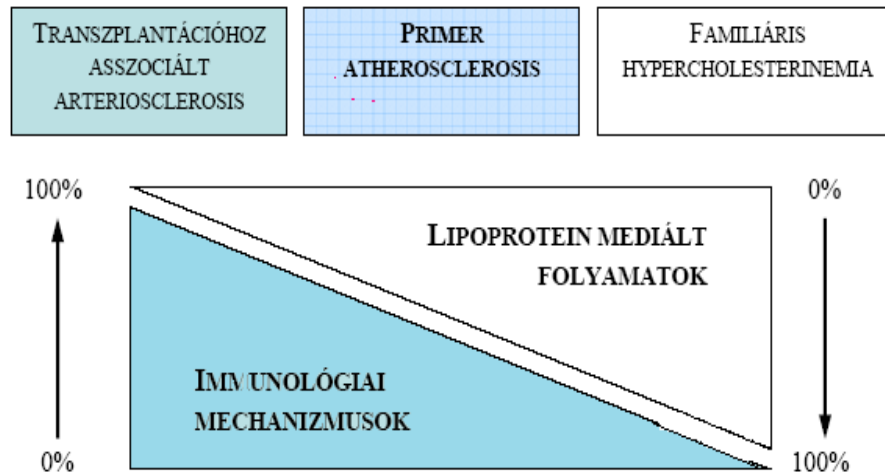 TRANSZPLANTÁCIÓHOZ
ASSZOCIÁLT
ARTERIOSCLEROSIS
PRIMER
ATHEROSCLEROSIS
FAMILIÁRIS
HYPERCHOLESTERINEMIA
100%
0%
LIPOPROTEIN MEDIÁLT
FOLYAMATOK
IMMUNOLÓGIAI
MECHANIZMUSOK
0%
100%